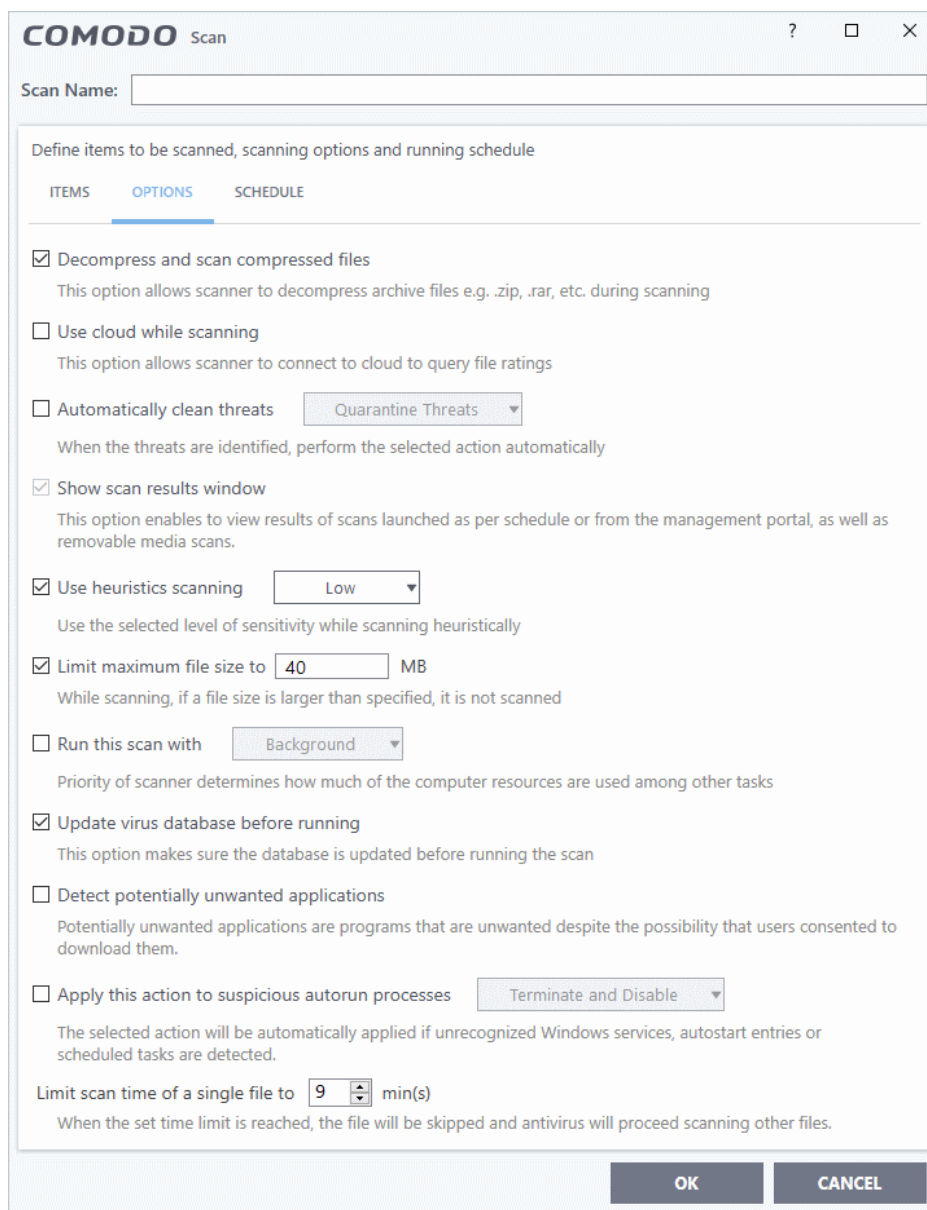 COMODO Scan ?
Scan Name:
Define items to be scanned, scanning options and running schedule
ITEMS OPTIONS SCHEDULE
Decompress and scan compressed files
This option allows scanner to decompress archive files e.g. .zip, .rar, etc. during scanning
Use cloud while scanning
This option allows scanner to connect to cloud to query file ratings
Automatically clean threats Quarantine Threats
When the threats are identified, perform the selected action automatically
Show scan results window
This option enables to view results of scans launched as per schedule or from the management portal, as well as
removable media scans.
Use heuristics scanning Low
Use the selected level of sensitivity while scanning heuristically
Limit maximum file size to 40 MB
While scanning, if a file size is larger than specified, it is not scanned
Run this scan with Background
Priority of scanner determines how much of the computer resources are used among other tasks
Update virus database before running
This option makes sure the database is updated before running the scan
Detect potentially unwanted applications
Potentially unwanted applications are programs that are unwanted despite the possibility that users consented to
download them.
Apply this action to suspicious autorun processes Terminate and Disable
The selected action will be automatically applied if unrecognized Windows services, autostart entries or
scheduled tasks are detected.
Limit scan time of a single file to 9 min(s)
When the set time limit is reached, the file will be skipped and antivirus will proceed scanning other files.
OK CANCEL